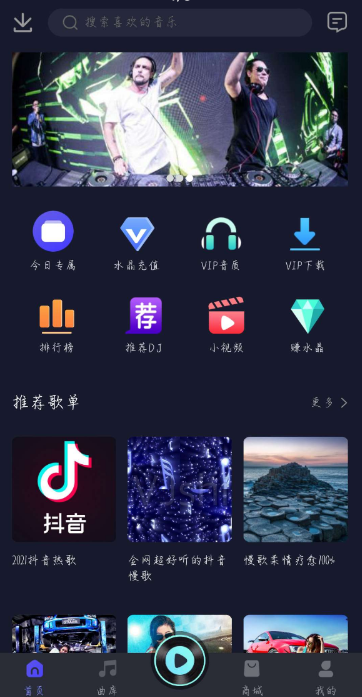 搜索喜欢的音乐
今日专属
水晶充值
VIP音质
VIP下载
荐
排行榜
推荐DJ
小视频
赚水晶
推荐歌单
更多
抖音
2021抖音热歌
全网超好听的抖音
慢歌
慢歌柔情疗愈100%
首页
曲库
商城
我的